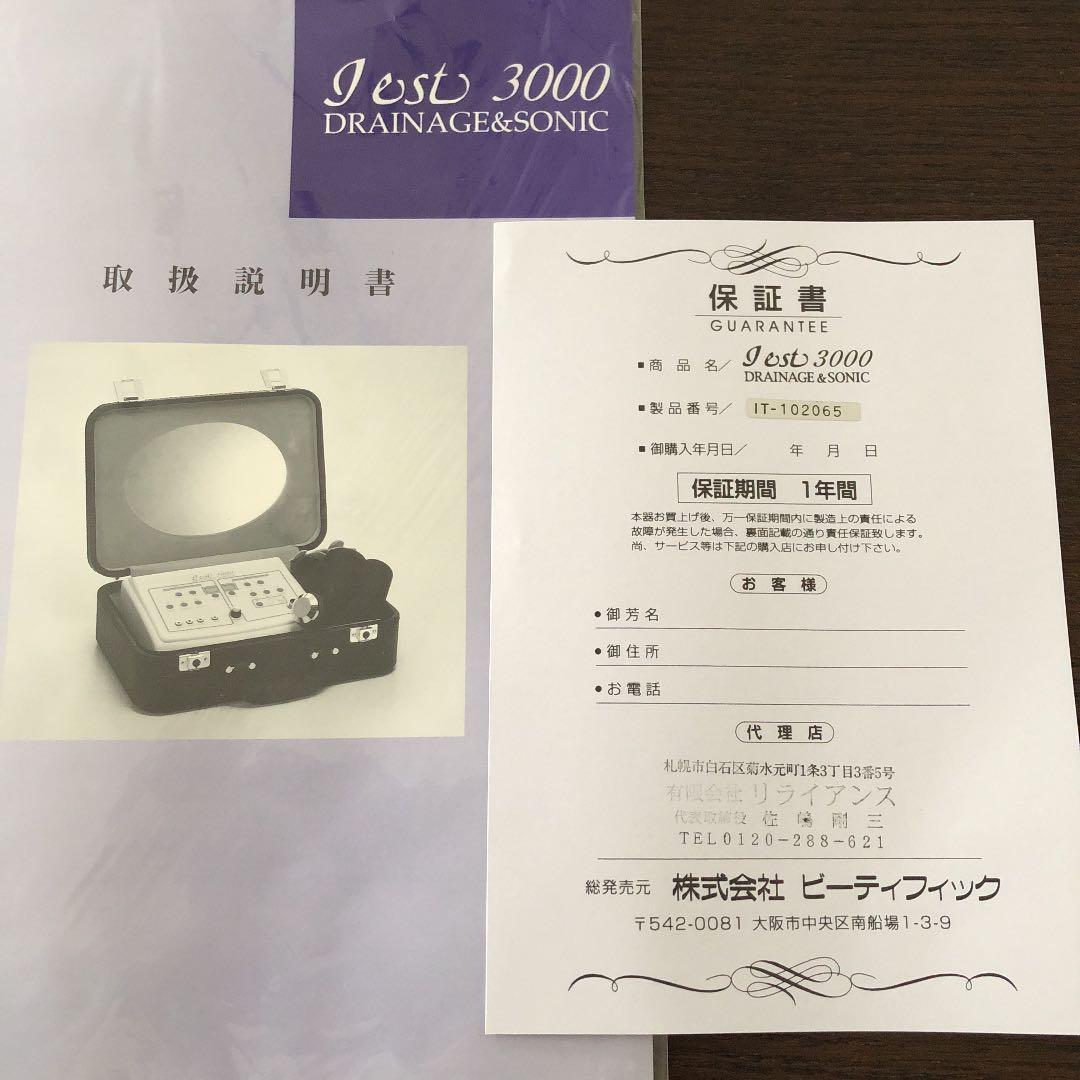 Iest 3000
DRAINAGE&SONIC
取扱説明書
保証書
GUARANTEE
■商品名／ Iest 3000
DRAINAGE&SONIC
■製品番号／ IT-102065
■御購入年月日／ 年 月 日
保証期間 1年間
本器お買上げ後、万一保証期間内に製造上の責任による
故障が発生した場合、裏面記載の通り責任保証致します。
尚、サービス等は下記の購入店にお申し付け下さい。
お客様
●御芳名
●御住所
●お電話
代理店
札幌市白石区菊水元町1条3丁目3番5号
有限会社 リライアンス
代表取締役 佐 剛三
TEL0120-288-621
総発売元 株式会社 ビーティフィック
〒542-0081 大阪市中央区南船場1-3-9